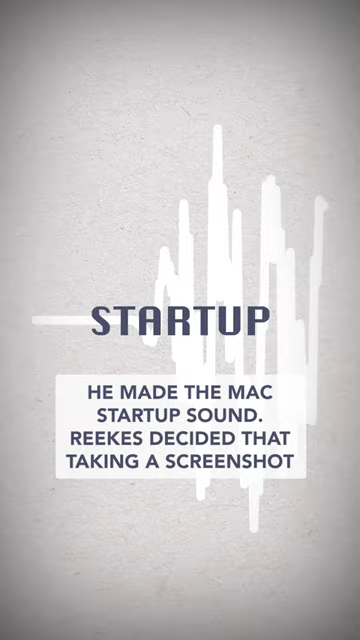 STARTUP
HE MADE THE MAC
STARTUP SOUND.
REEKES DECIDED THAT
TAKING A SCREENSHOT